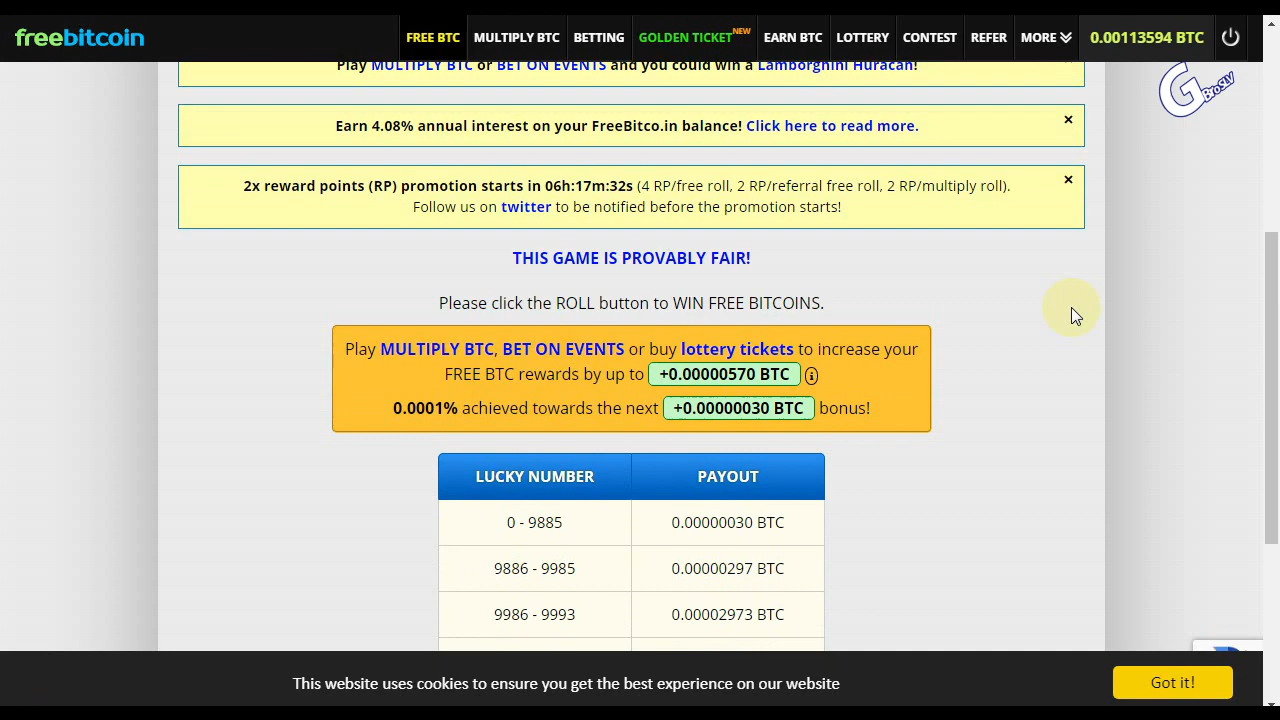 freebitcoin
FREE BTC MULTIPLY BTC BETTING GOLDEN TICKET NEW EARN BTC LOTTERY CONTEST REFER MORE 0.00113594 BTC
Play MULTIPLY BTC or BET ON EVENTS and you could win a Lamborghini Huracan!
G BroSLV
Earn 4.08% annual interest on your FreeBitco.in balance! Click here to read more. ×
2x reward points (RP) promotion starts in 06h:17m:32s (4 RP/free roll, 2 RP/referral free roll, 2 RP/multiply roll). ×
Follow us on twitter to be notified before the promotion starts!
THIS GAME IS PROVABLY FAIR!
Please click the ROLL button to WIN FREE BITCOINS.
Play MULTIPLY BTC, BET ON EVENTS or buy lottery tickets to increase your
FREE BTC rewards by up to +0.00000570 BTC i
0.0001% achieved towards the next +0.00000030 BTC bonus!
LUCKY NUMBER PAYOUT
0 - 9885 0.00000030 BTC
9886 - 9985 0.00000297 BTC
9986 - 9993 0.00002973 BTC
This website uses cookies to ensure you get the best experience on our website Got it!